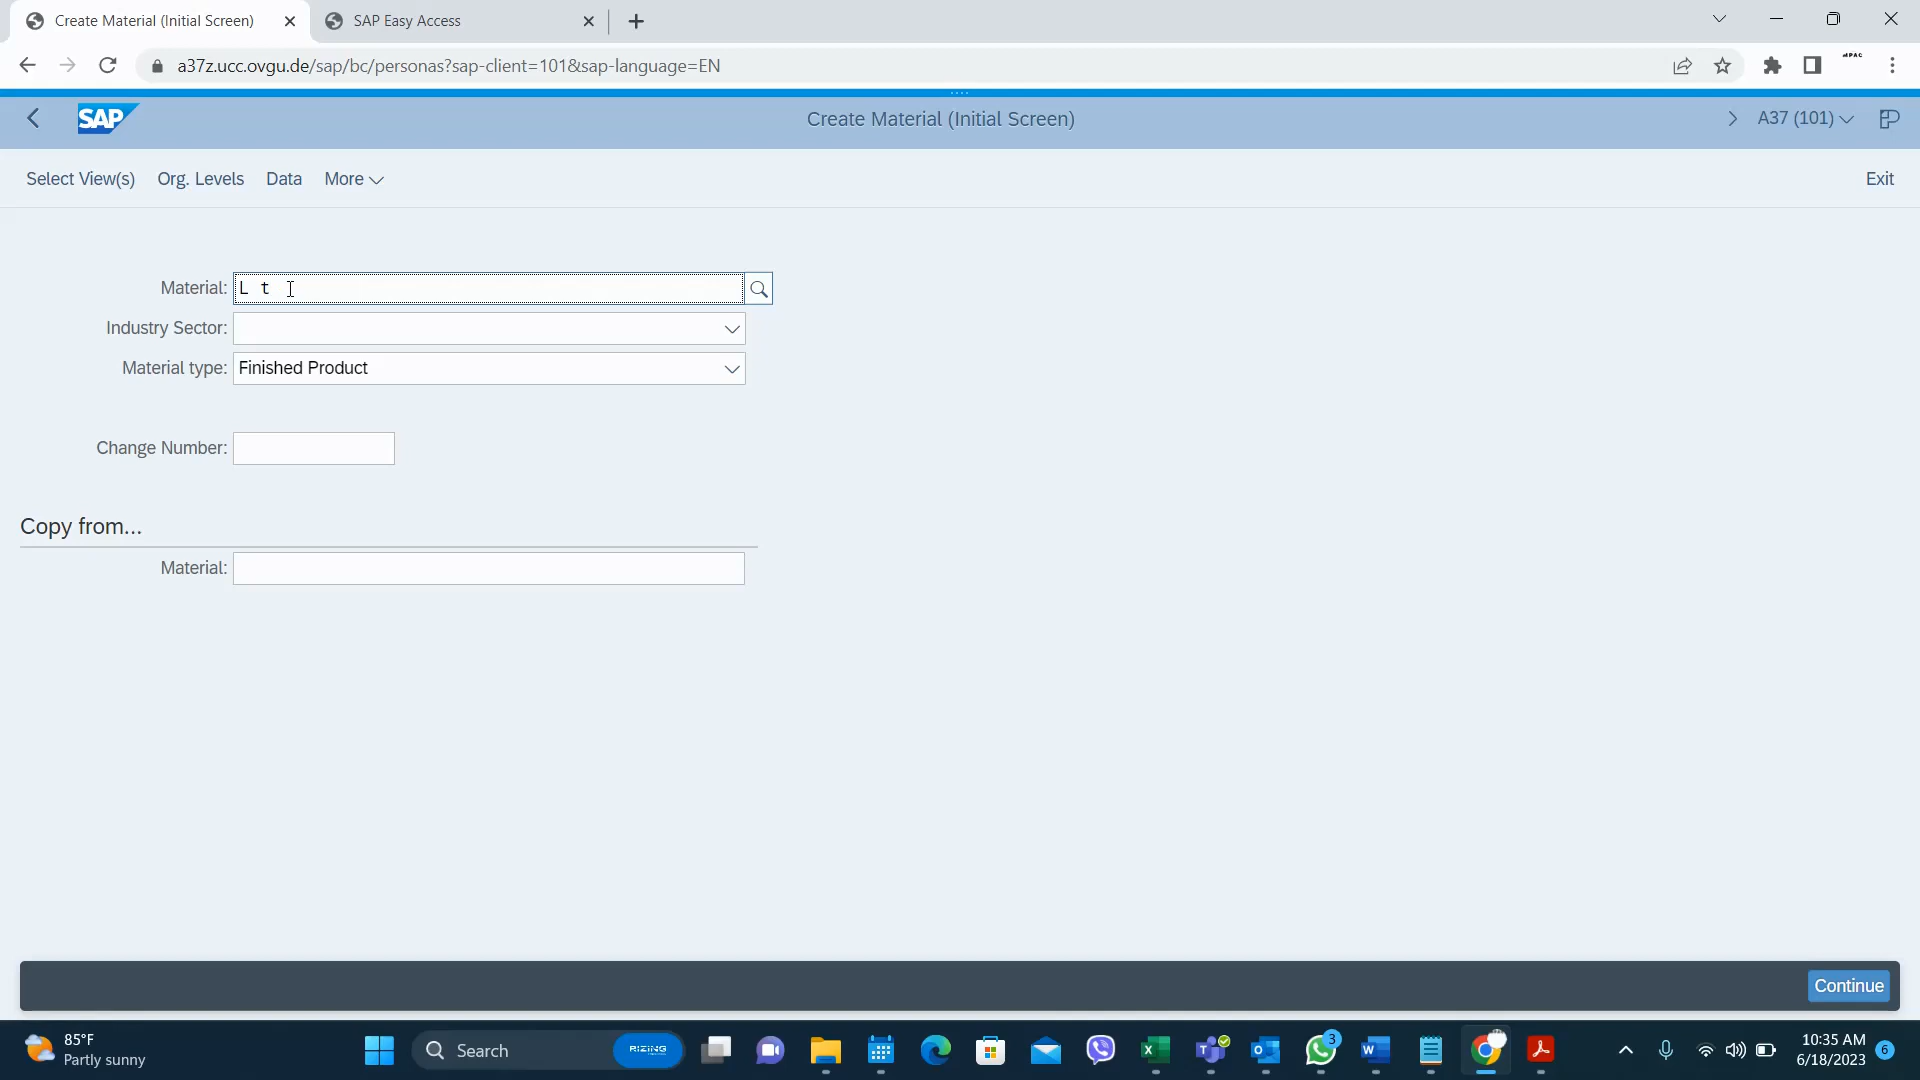 Create Material (Initial Screen)
SAP Easy Access
a37z.ucc.ovgu.de/sap/bc/personas?sap-client=101&sap-language=EN
SAP
Create Material (Initial Screen)
A37 (101)
Select View(s) Org. Levels Data More
Exit
Material: L t
Industry Sector:
Material type: Finished Product
Change Number:
Copy from...
Material:
Continue
85°F
Partly sunny
Search
RIZING
3
10:35 AM
6/18/2023
6